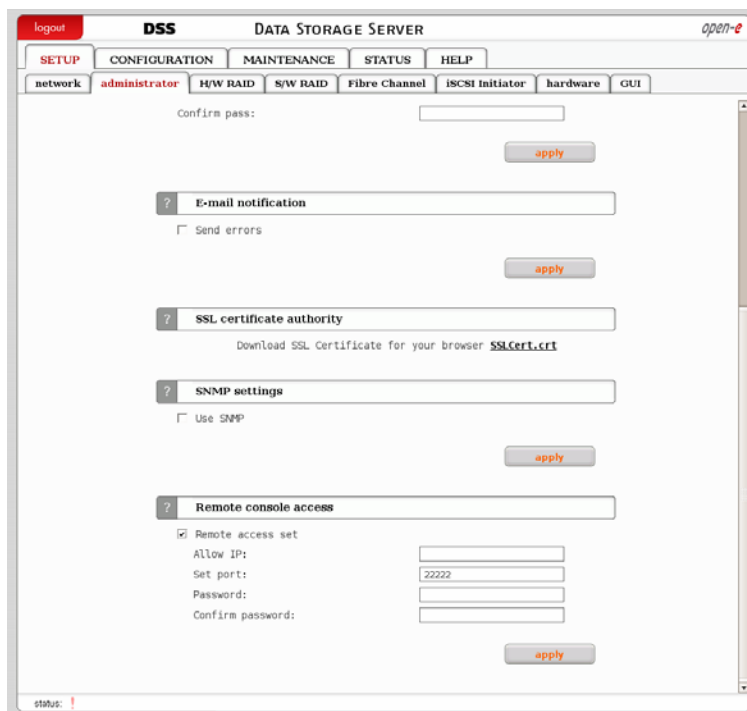 logout DSS DATA STORAGE SERVER open-e
SETUP CONFIGURATION MAINTENANCE STATUS HELP
network administrator H/W RAID S/W RAID Fibre Channel iSCSI Initiator hardware GUI
Confirm pass:
apply
? E-mail notification
Send errors
apply
? SSL certificate authority
Download SSL Certificate for your browser SSLCert.crt
? SNMP settings
Use SNMP
apply
? Remote console access
Remote access set
Allow IP:
Set port: 22222
Password:
Confirm password:
apply
status: !